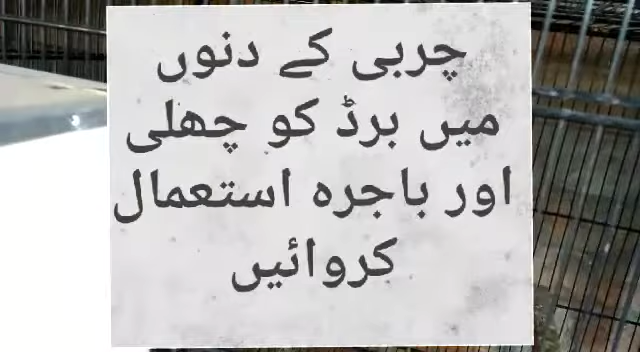 چربی کے دنوں
میں برڈ کو چھلی
اور باجرہ استعمال
کروائیں